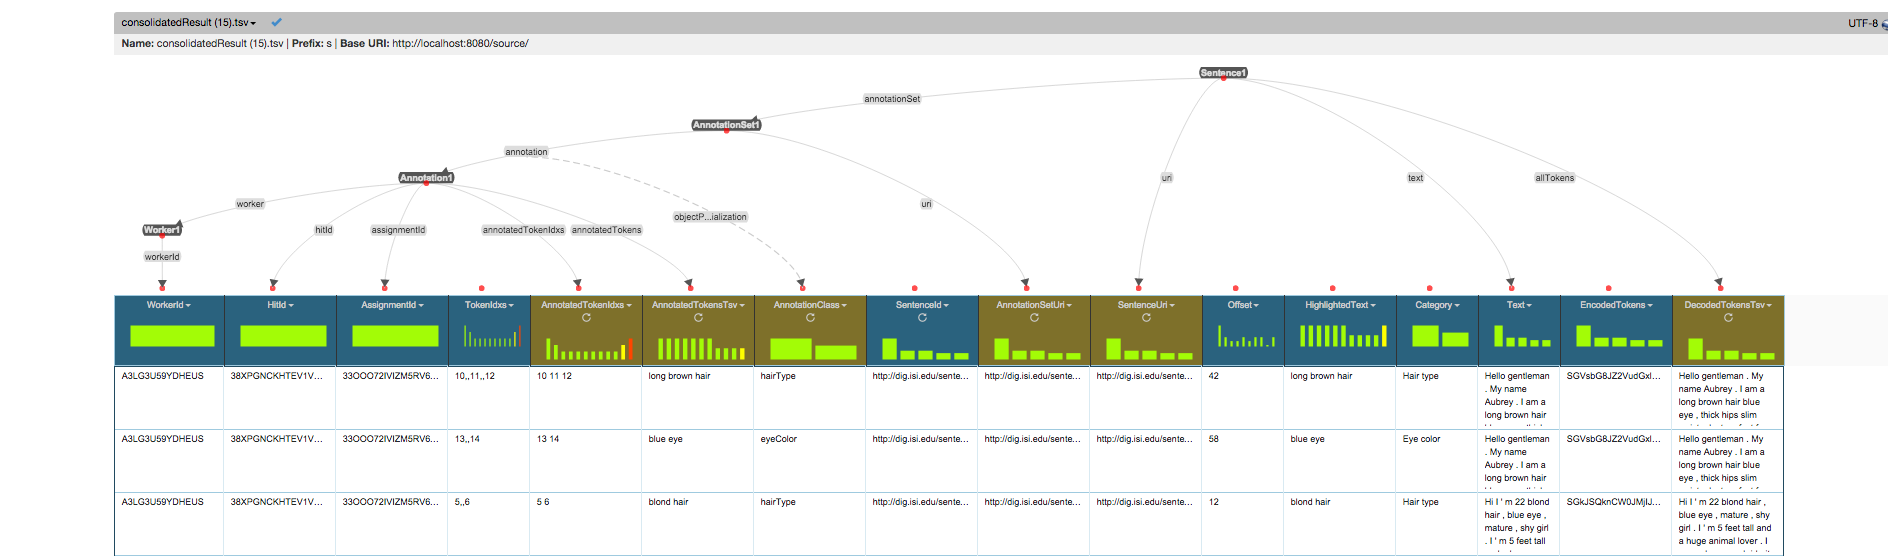 consolidatedResult (15).tsv
UTF-8
Name: consolidatedResult (15).tsv | Prefix: s | Base URI: http://localhost:8080/source/
Sentence1
annotationSet
AnnotationSet1
annotation
Annotation1
uri
text
allTokens
worker
uri
objectP...ialization
Worker1
hitId
assignmentId
annotatedTokenIdxs
annotatedTokens
workerId
WorkerId HitId AssignmentId TokenIdxs AnnotatedTokenIdxs AnnotatedTokensTsv AnnotationClass SentenceId AnnotationSetUri SentenceUri Offset HighlightedText Category Text EncodedTokens DecodedTokensTsv
A3LG3U59YDHEUS 38XPGNCKHTEV1V... 33OOO72IVIZM5RV6... 10,,11,,12 10 11 12 long brown hair hairType http://dig.isi.edu/sente... http://dig.isi.edu/sente... http://dig.isi.edu/sente... 42 long brown hair Hair type Hello gentleman SGVsbG8JZ2VudGxl... Hello gentleman . My
. My name name Aubrey . I am a
Aubrey . I am a long brown hair blue
long brown hair eye , thick hips slim
A3LG3U59YDHEUS 38XPGNCKHTEV1V... 33OOO72IVIZM5RV6... 13,,14 13 14 blue eye eyeColor http://dig.isi.edu/sente... http://dig.isi.edu/sente... http://dig.isi.edu/sente... 58 blue eye Eye color Hello gentleman SGVsbG8JZ2VudGxl... Hello gentleman . My
. My name name Aubrey . I am a
Aubrey . I am a long brown hair blue
long brown hair eye , thick hips slim
A3LG3U59YDHEUS 38XPGNCKHTEV1V... 33OOO72IVIZM5RV6... 5,,6 5 6 blond hair hairType http://dig.isi.edu/sente... http://dig.isi.edu/sente... http://dig.isi.edu/sente... 12 blond hair Hair type Hi I ' m 22 blond SGkJSQknCW0JMjIJ... Hi I ' m 22 blond hair ,
hair , blue eye , blue eye , mature , shy
mature , shy girl girl . I ' m 5 feet tall and
. I ' m 5 feet tall a huge animal lover . I